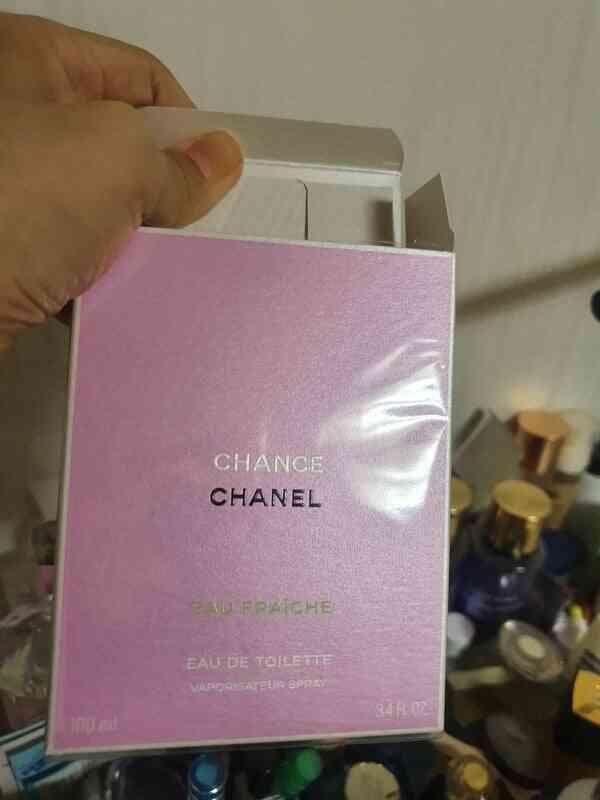 CHANCE
CHANEL
EAU FRAÎCHE
EAU DE TOILETTE
VAPORISATEUR SPRAY
100 ml
3.4 FL. OZ.